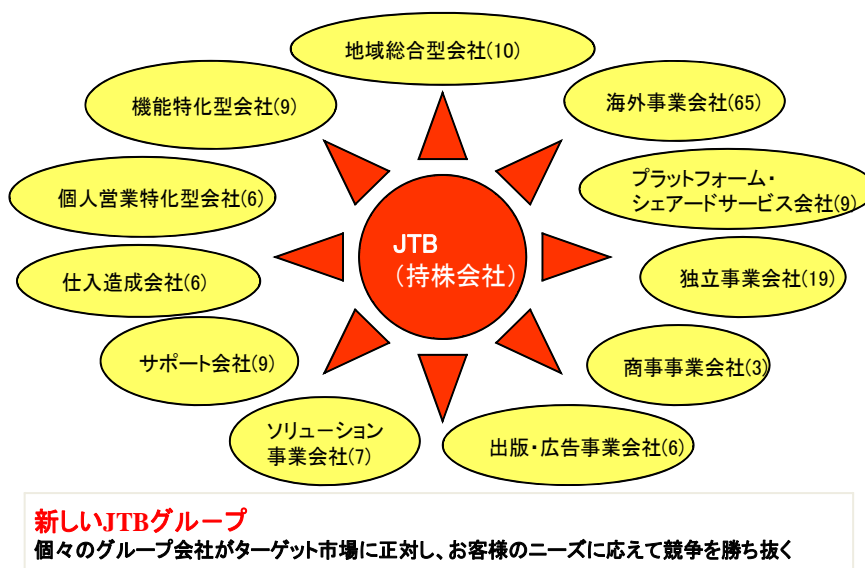 地域総合型会社(10)
機能特化型会社(9)
海外事業会社(65)
プラットフォーム・
シェアードサービス会社(9)
個人営業特化型会社(6)
JTB
（持株会社）
仕入造成会社(6)
独立事業会社(19)
サポート会社(9)
商事事業会社(3)
ソリューション
事業会社(7)
出版・広告事業会社(6)
新しいJTBグループ
個々のグループ会社がターゲット市場に正対し、お客様のニーズに応えて競争を勝ち抜く